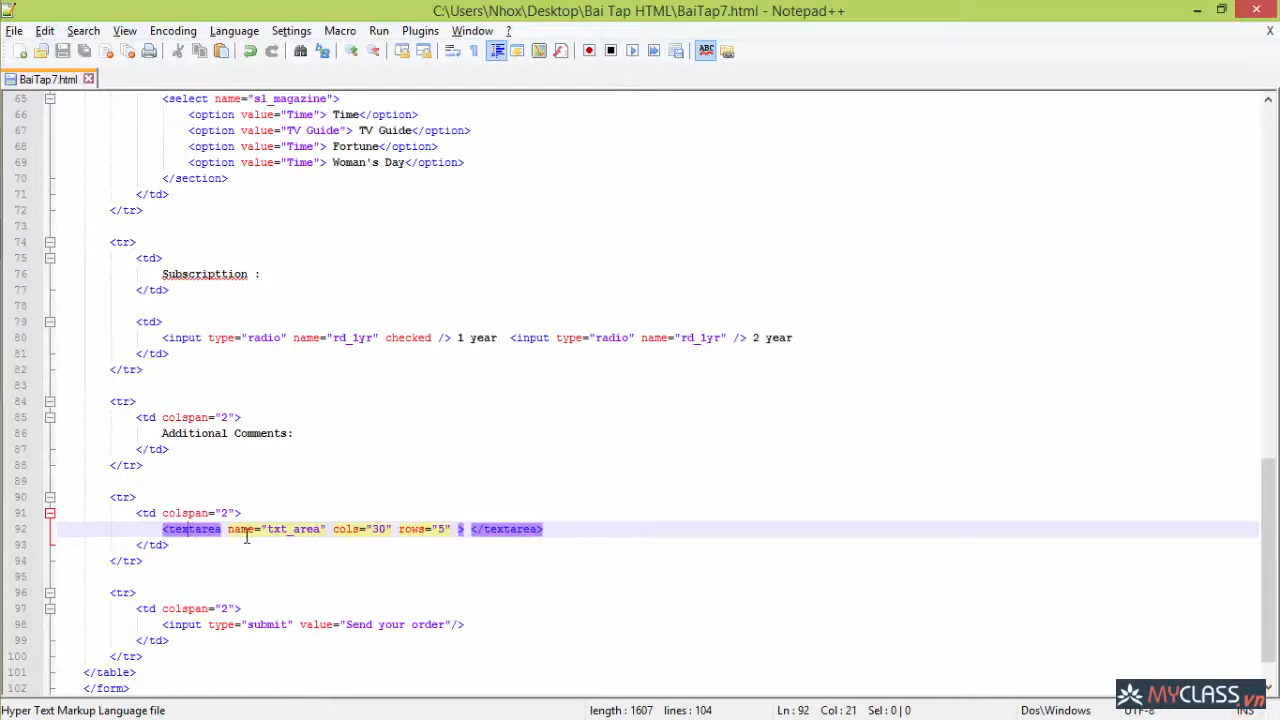 C:\Users\Nhox\Desktop\Bai Tap HTML\BaiTap7.html - Notepad++
File Edit Search View Encoding Language Settings Macro Run Plugins Window ? X
ABC
BaiTap7.html
65 <select name="sl_magazine">
66 <option value="Time"> Time</option>
67 <option value="TV Guide"> TV Guide</option>
68 <option value="Time"> Fortune</option>
69 <option value="Time"> Woman's Day</option>
70 </section>
71 </td>
72 </tr>
73
74 <tr>
75 <td>
76 Subscripttion :
77 </td>
78
79 <td>
80 <input type="radio" name="rd_1yr" checked /> 1 year <input type="radio" name="rd_1yr" /> 2 year
81 </td>
82 </tr>
83
84 <tr>
85 <td colspan="2">
86 Additional Comments:
87 </td>
88 </tr>
89
90 <tr>
91 <td colspan="2">
92 <textarea name="txt_area" cols="30" rows="5" > </textarea>
93 </td>
94 </tr>
95
96 <tr>
97 <td colspan="2">
98 <input type="submit" value="Send your order"/>
99 </td>
100 </tr>
101 </table>
102 </form>
MYCLASS.vn
Hyper Text Markup Language file length : 1607 lines : 104 Ln : 92 Col : 21 Sel : 0 | 0 Dos\Windows UTF-8 INS